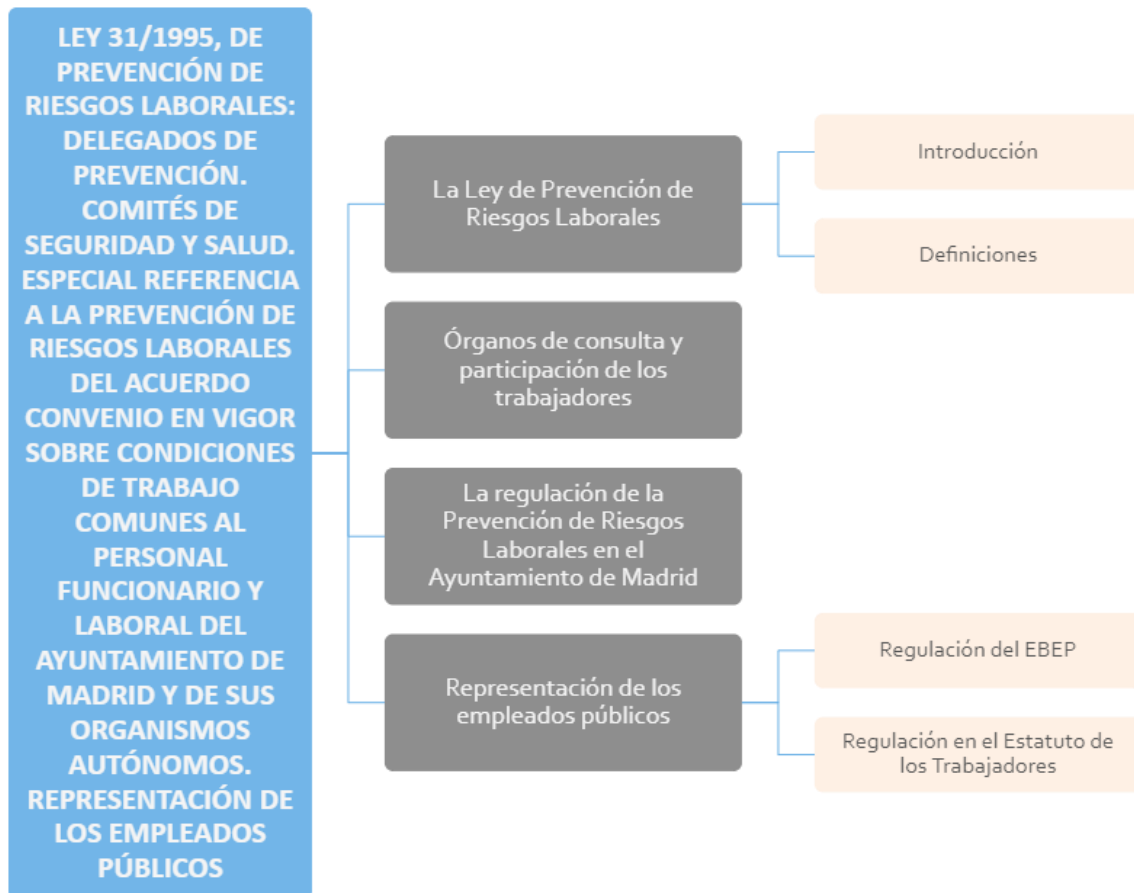 LEY 31/1995, DE
PREVENCIÓN DE
RIESGOS LABORALES:
DELEGADOS DE
PREVENCIÓN.
COMITÉS DE
SEGURIDAD Y SALUD.
ESPECIAL REFERENCIA
A LA PREVENCIÓN DE
RIESGOS LABORALES
DEL ACUERDO
CONVENIO EN VIGOR
SOBRE CONDICIONES
DE TRABAJO
COMUNES AL
PERSONAL
FUNCIONARIO Y
LABORAL DEL
AYUNTAMIENTO DE
MADRID Y DE SUS
ORGANISMOS
AUTÓNOMOS.
REPRESENTACIÓN DE
LOS EMPLEADOS
PÚBLICOS
La Ley de Prevención de
Riesgos Laborales
Introducción
Definiciones
Órganos de consulta y
participación de los
trabajadores
La regulación de la
Prevención de Riesgos
Laborales en el
Ayuntamiento de Madrid
Representación de los
empleados públicos
Regulación del EBEP
Regulación en el Estatuto de
los Trabajadores